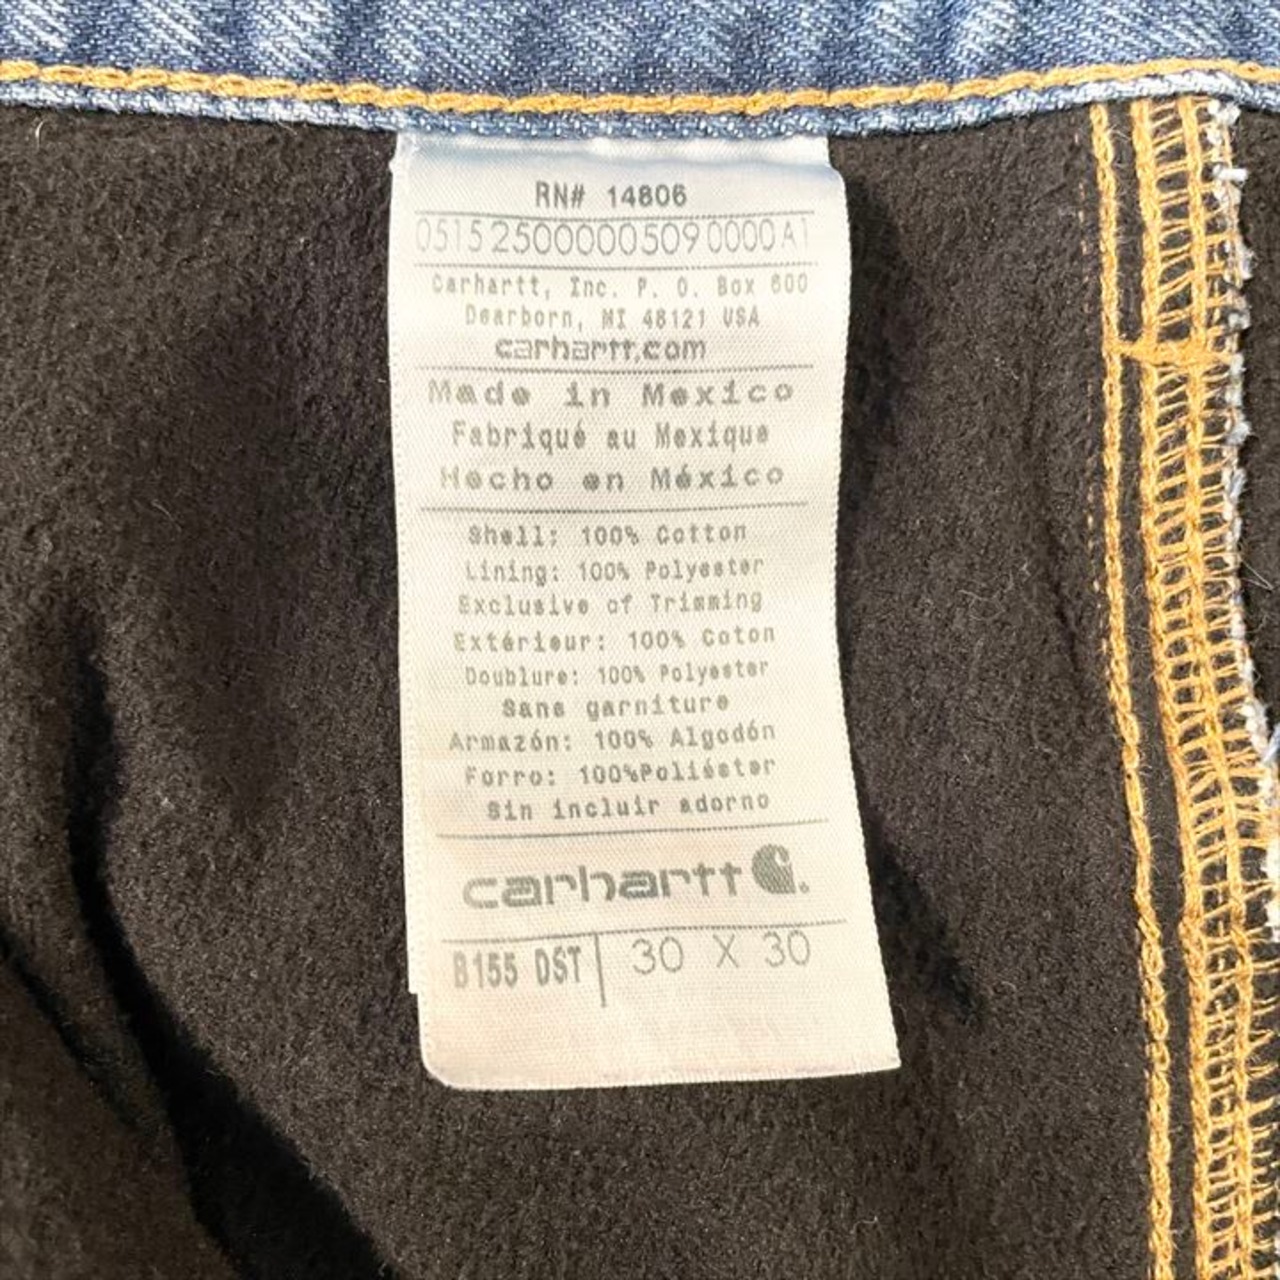 RN# 14806
0515 2500000509 0000 A1
Carhartt, Inc. P. O. Box 600
Dearborn, MI 48121 USA
carhartt.com
Made in Mexico
Fabriqué au Mexique
Hecho en México
Shell: 100% Cotton
Lining: 100% Polyester
Exclusive of Trimming
Extérieur: 100% Coton
Doublure: 100% Polyester
Sans garniture
Armazón: 100% Algodón
Forro: 100%Poliéster
Sin incluir adorno
carhartt
B155 DST 30 X 30